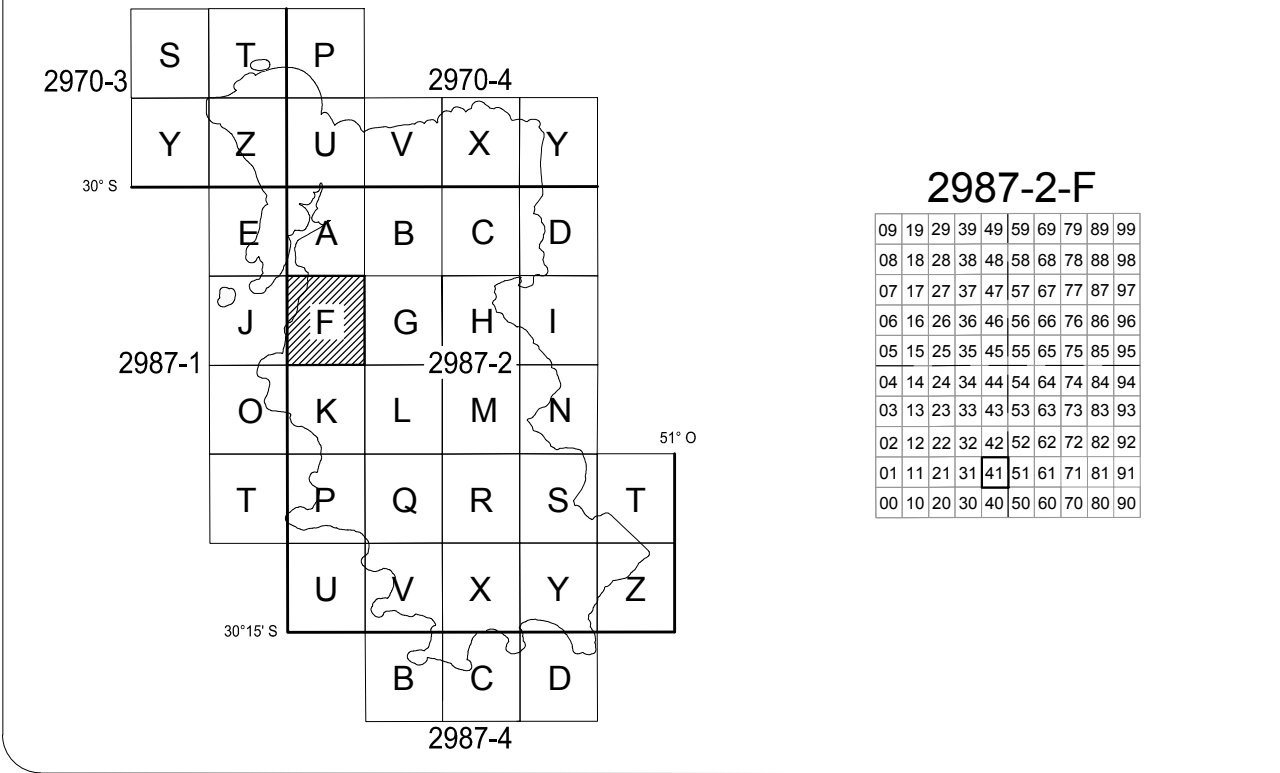 S T P
2970-3
2970-4
Y Z U V X Y
30° S
E A B C D
J F G H I
2987-1
2987-2
O K L M N
51° O
T P Q R S T
U V X Y Z
30°15' S
B C D
2987-4
2987-2-F
09 19 29 39 49 59 69 79 89 99
08 18 28 38 48 58 68 78 88 98
07 17 27 37 47 57 67 77 87 97
06 16 26 36 46 56 66 76 86 96
05 15 25 35 45 55 65 75 85 95
04 14 24 34 44 54 64 74 84 94
03 13 23 33 43 53 63 73 83 93
02 12 22 32 42 52 62 72 82 92
01 11 21 31 41 51 61 71 81 91
00 10 20 30 40 50 60 70 80 90